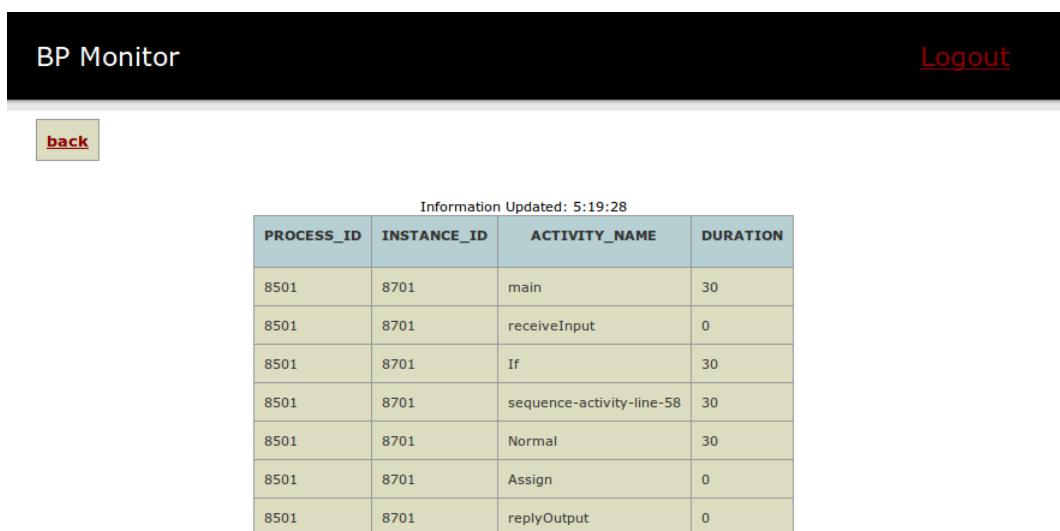 BP Monitor Logout
back
Information Updated: 5:19:28
PROCESS_ID INSTANCE_ID ACTIVITY_NAME DURATION
8501 8701 main 30
8501 8701 receiveInput 0
8501 8701 If 30
8501 8701 sequence-activity-line-58 30
8501 8701 Normal 30
8501 8701 Assign 0
8501 8701 replyOutput 0